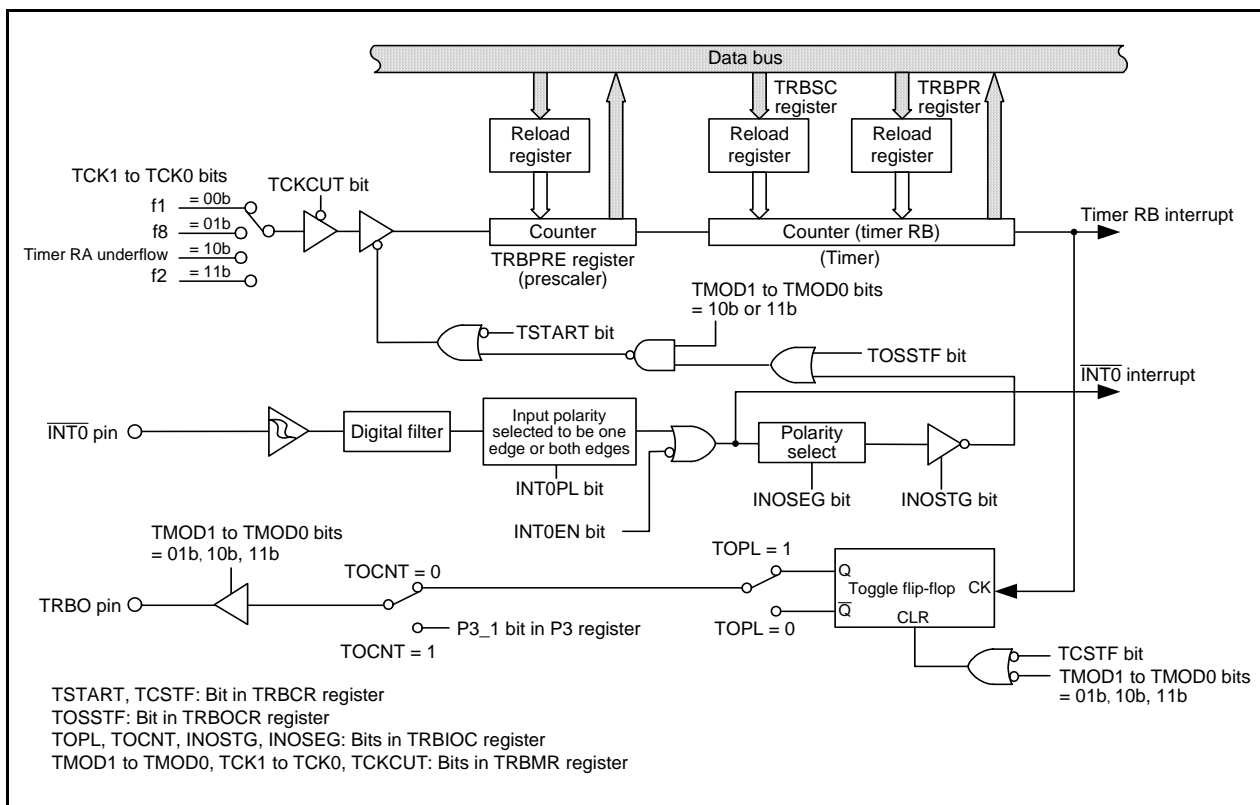 Data bus
TRBSC
register
TRBPR
register
Reload
register
Reload
register
Reload
register
TCK1 to TCK0 bits
TCKCUT bit
f1
= 00b
f8
= 01b
Timer RA underflow
= 10b
f2
= 11b
Counter
TRBPRE register
(prescaler)
Counter (timer RB)
(Timer)
Timer RB interrupt
TMOD1 to TMOD0 bits
= 10b or 11b
TSTART bit
TOSSTF bit
INT0 interrupt
INT0 pin
Digital filter
Input polarity
selected to be one
edge or both edges
Polarity
select
INT0PL bit
INOSEG bit
INOSTG bit
INT0EN bit
TMOD1 to TMOD0 bits
= 01b, 10b, 11b
TOCNT = 0
TOPL = 1
Q
Toggle flip-flop
CK
Q
CLR
TRBO pin
P3_1 bit in P3 register
TOCNT = 1
TOPL = 0
TCSTF bit
TMOD1 to TMOD0 bits
= 01b, 10b, 11b
TSTART, TCSTF: Bit in TRBCR register
TOSSTF: Bit in TRBOCR register
TOPL, TOCNT, INOSTG, INOSEG: Bits in TRBIOC register
TMOD1 to TMOD0, TCK1 to TCK0, TCKCUT: Bits in TRBMR register